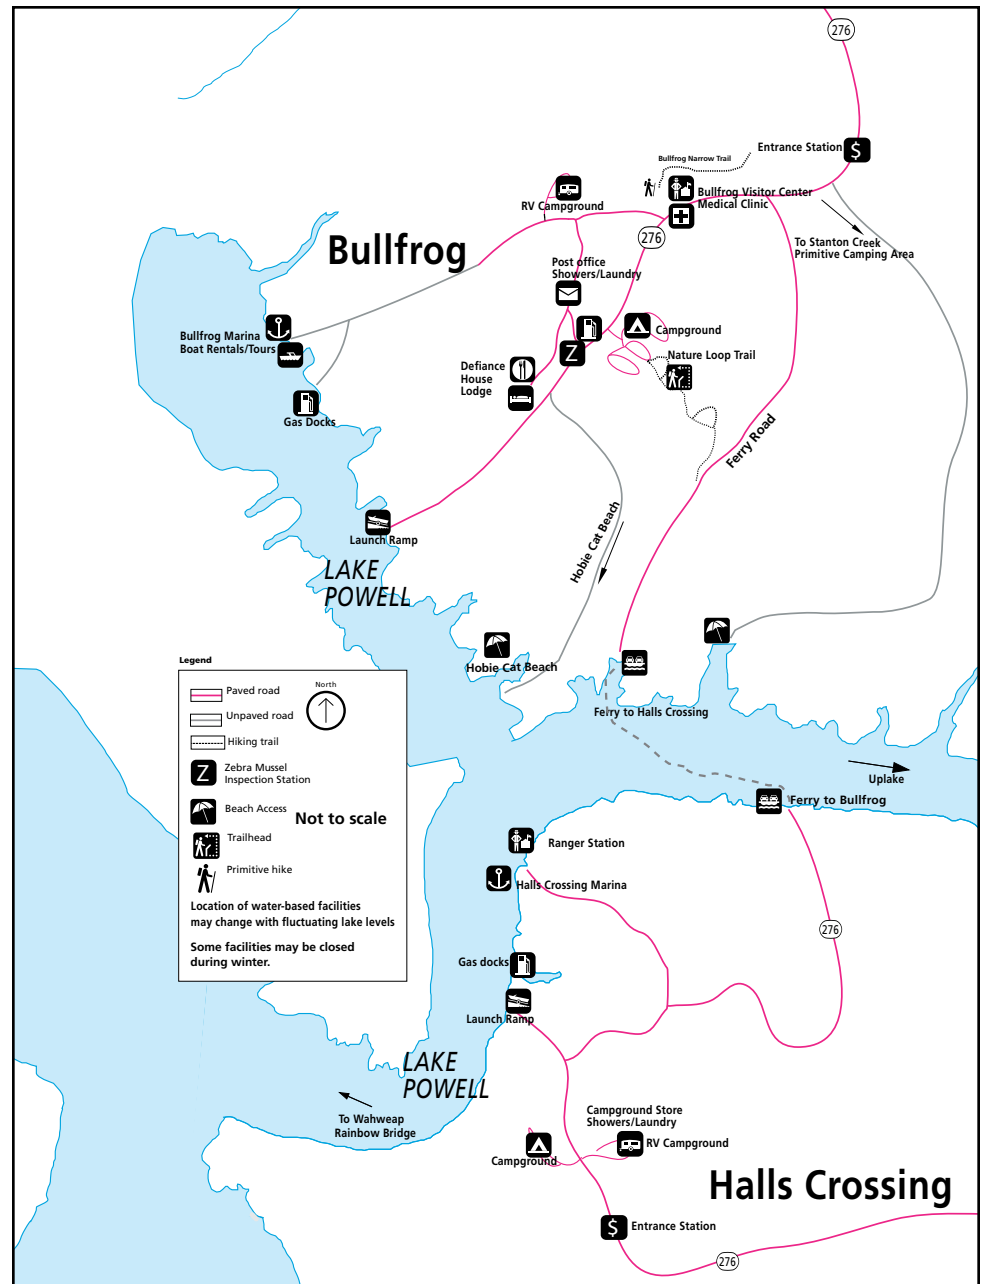 276
Entrance Station
$
Bullfrog Narrow Trail
Bullfrog Visitor Center
Medical Clinic
RV Campground
276
To Stanton Creek
Primitive Camping Area
Bullfrog
Post office
Showers/Laundry
Bullfrog Marina
Boat Rentals/Tours
Campground
Z
Nature Loop Trail
Defiance
House
Lodge
Gas Docks
Ferry Road
Launch Ramp
Hobie Cat Beach
LAKE
POWELL
Hobie Cat Beach
Ferry to Halls Crossing
Uplake
Ferry to Bullfrog
Legend
Paved road
North
Unpaved road
Hiking trail
Z
Zebra Mussel
Inspection Station
Beach Access
Not to scale
Trailhead
Primitive hike
Location of water-based facilities
may change with fluctuating lake levels
Some facilities may be closed
during winter.
Ranger Station
Halls Crossing Marina
276
Gas docks
Launch Ramp
LAKE
POWELL
To Wahweap
Rainbow Bridge
Campground Store
Showers/Laundry
RV Campground
Campground
Halls Crossing
$
Entrance Station
276